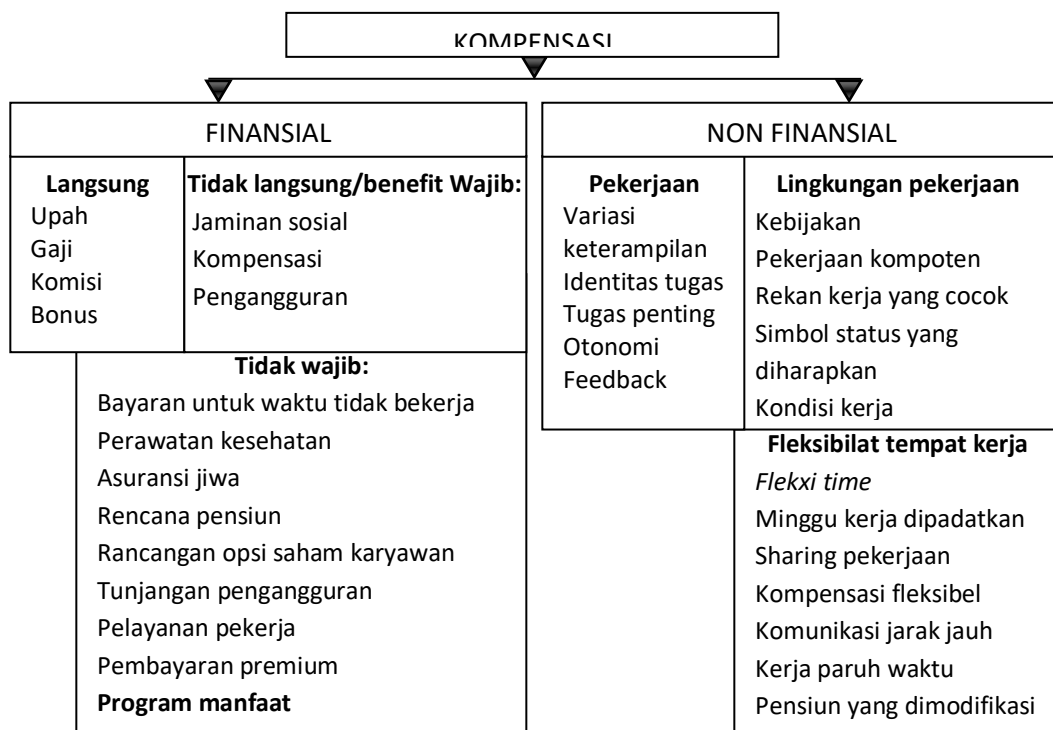 KOMPENSASI
FINANSIAL
Langsung
Upah
Gaji
Komisi
Bonus
Tidak langsung/benefit Wajib:
Jaminan sosial
Kompensasi
Pengangguran
Tidak wajib:
Bayaran untuk waktu tidak bekerja
Perawatan kesehatan
Asuransi jiwa
Rencana pensiun
Rancangan opsi saham karyawan
Tunjangan pengangguran
Pelayanan pekerja
Pembayaran premium
Program manfaat
NON FINANSIAL
Pekerjaan
Variasi
keterampilan
Identitas tugas
Tugas penting
Otonomi
Feedback
Lingkungan pekerjaan
Kebijakan
Pekerjaan kompoten
Rekan kerja yang cocok
Simbol status yang
diharapkan
Kondisi kerja
Fleksibilat tempat kerja
Flekxi time
Minggu kerja dipadatkan
Sharing pekerjaan
Kompensasi fleksibel
Komunikasi jarak jauh
Kerja paruh waktu
Pensiun yang dimodifikasi